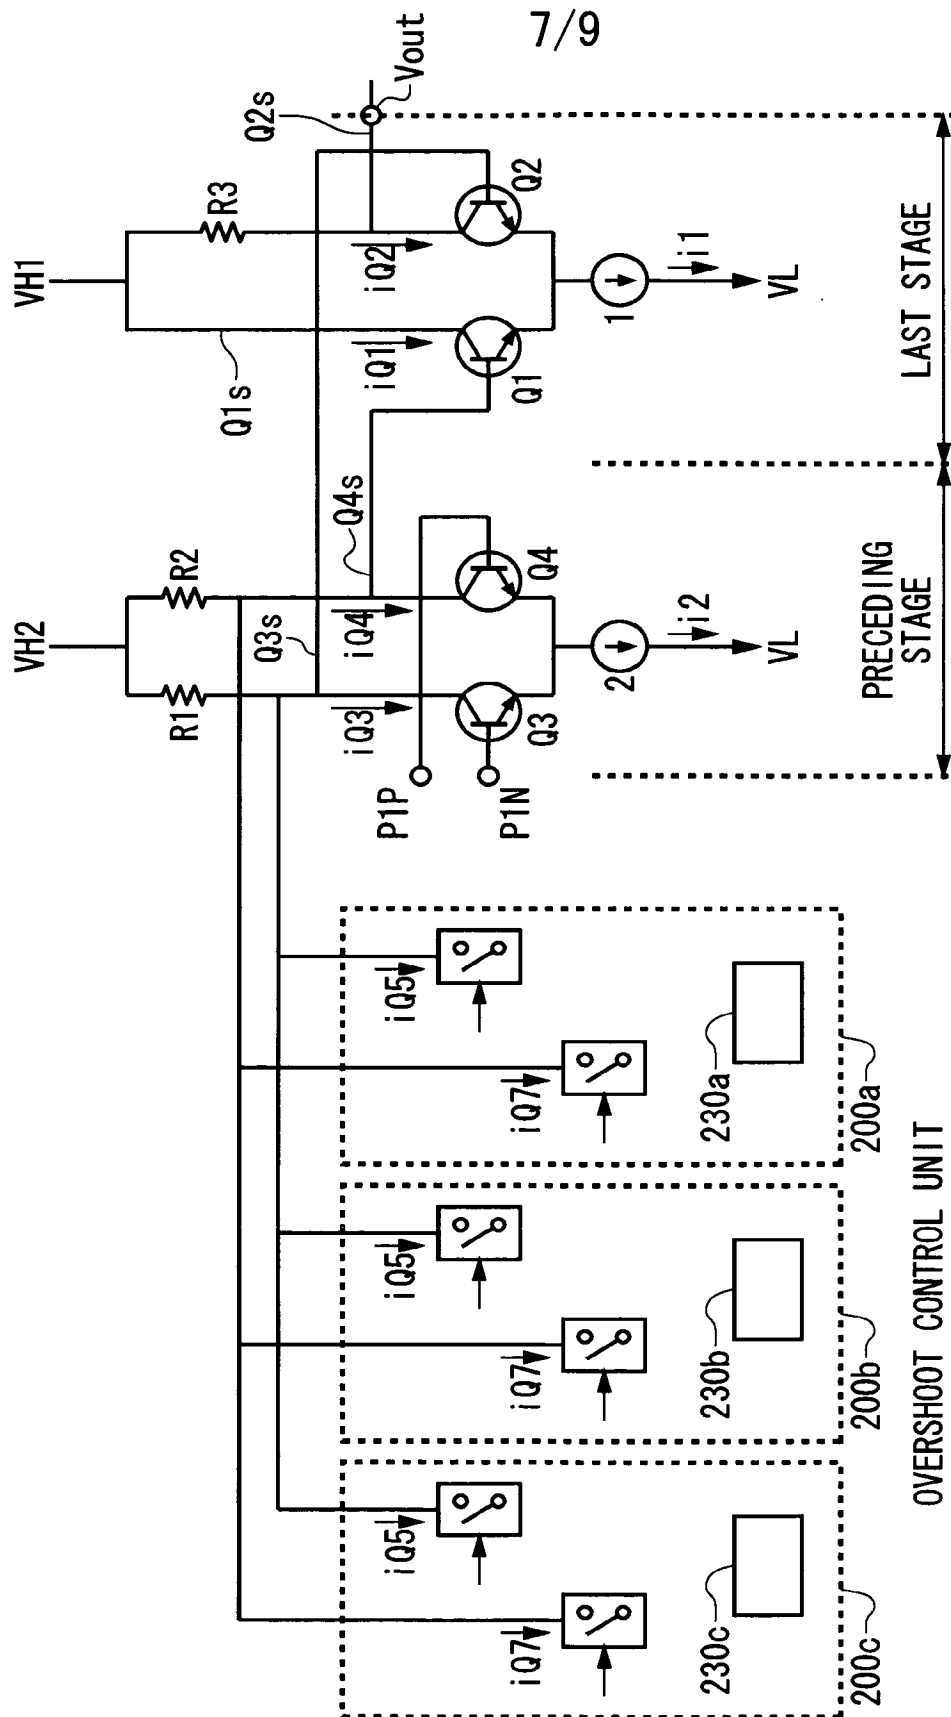 7/9
VH1
VH2
R3
Q2s
Vout
Q1s
iQ1
iQ2
Q1
Q2
1
i1
VL
LAST STAGE
R1
R2
Q3s
Q4s
iQ3
iQ4
P1P
P1N
Q3
Q4
2
i2
VL
PRECEDING
STAGE
iQ5
iQ7
230a
200a
iQ5
iQ7
230b
200b
iQ5
iQ7
230c
200c
OVERSHOOT CONTROL UNIT